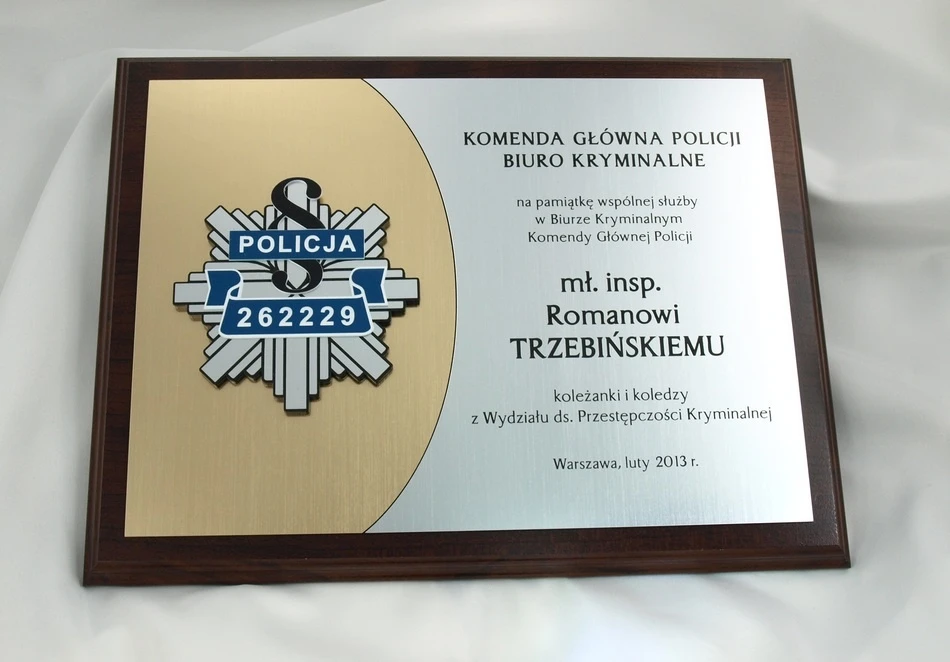 POLICJA
262229
KOMENDA GŁÓWNA POLICJI
BIURO KRYMINALNE
na pamiątkę wspólnej służby
w Biurze Kryminalnym
Komendy Głównej Policji
mł. insp.
Romanowi
TRZEBIŃSKIEMU
koleżanki i koledzy
z Wydziału ds. Przestępczości Kryminalnej
Warszawa, luty 2013 r.